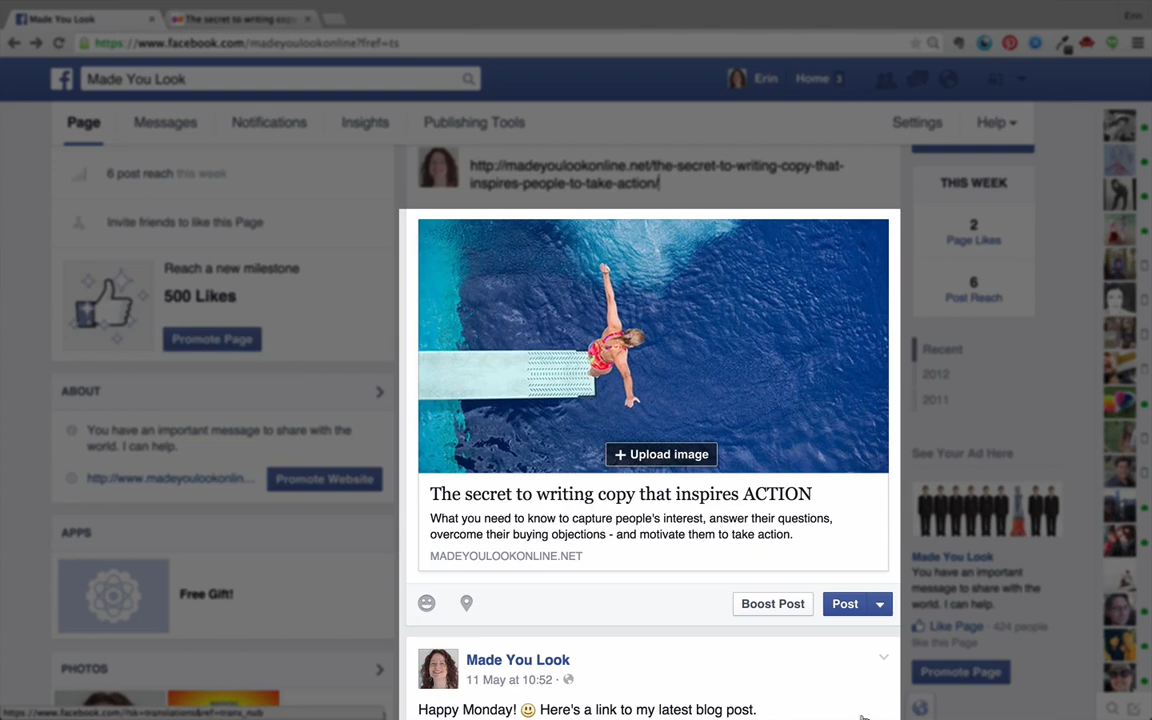 Made You Look
The secret to writing copy
Erin
https://www.facebook.com/madeyoulookonline?fref=ts
Made You Look
Erin
Home 3
Page
Messages
Notifications
Insights
Publishing Tools
Settings
Help
6 post reach this week
Invite friends to like this Page
Reach a new milestone
500 Likes
Promote Page
ABOUT
You have an important message to share with the
world. I can help.
http://www.madeyoulookonlin...
Promote Website
APPS
Free Gift!
PHOTOS
http://madeyoulookonline.net/the-secret-to-writing-copy-that-
inspires-people-to-take-action/
+ Upload image
The secret to writing copy that inspires ACTION
What you need to know to capture people's interest, answer their questions,
overcome their buying objections - and motivate them to take action.
MADEYOULOOKONLINE.NET
Boost Post
Post
Made You Look
11 May at 10:52 ·
Happy Monday! 😃 Here's a link to my latest blog post.
THIS WEEK
2
Page Likes
6
Post Reach
Recent
2012
2011
See Your Ad Here
Made You Look
You have an important
message to share with the
world. I can help.
Like Page · 424 people
like this Page
Promote Page